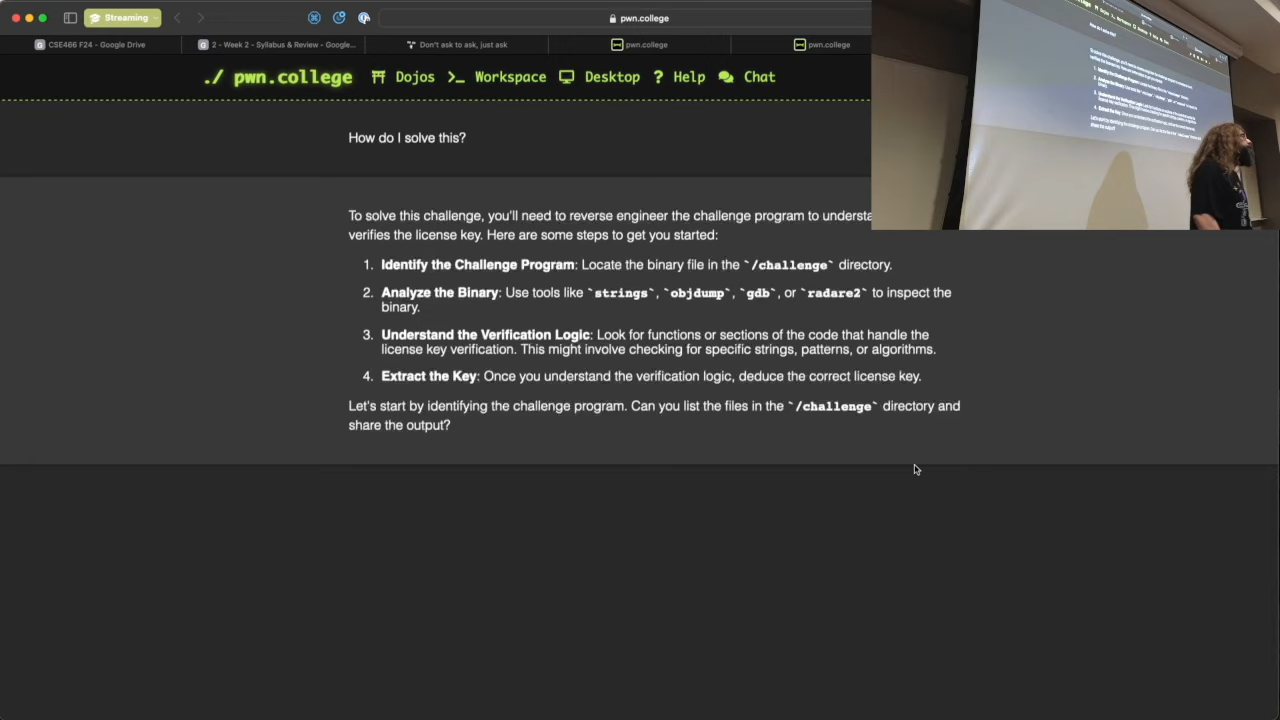 Streaming
pwn.college
CSE466 F24 - Google Drive
2 - Week 2 - Syllabus & Review - Google...
Don't ask to ask, just ask
pwn.college
pwn.college
./ pwn.college
Dojos
>_ Workspace
Desktop
? Help
Chat
How do I solve this?
To solve this challenge, you'll need to reverse engineer the challenge program to understa
verifies the license key. Here are some steps to get you started:
1. Identify the Challenge Program: Locate the binary file in the `/challenge` directory.
2. Analyze the Binary: Use tools like `strings`, `objdump`, `gdb`, or `radare2` to inspect the
binary.
3. Understand the Verification Logic: Look for functions or sections of the code that handle the
license key verification. This might involve checking for specific strings, patterns, or algorithms.
4. Extract the Key: Once you understand the verification logic, deduce the correct license key.
Let's start by identifying the challenge program. Can you list the files in the `/challenge` directory and
share the output?